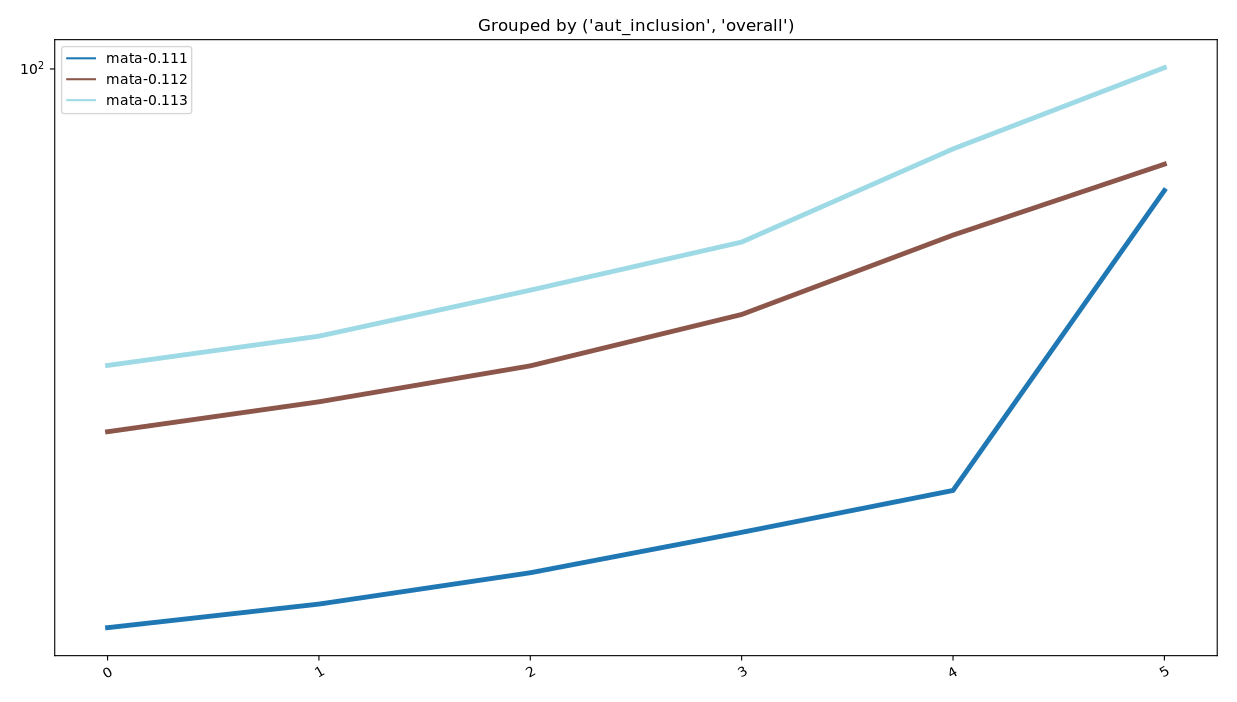 Grouped by ('aut_inclusion', 'overall')
10²
mata-0.111
mata-0.112
mata-0.113
0 1 2 3 4 5